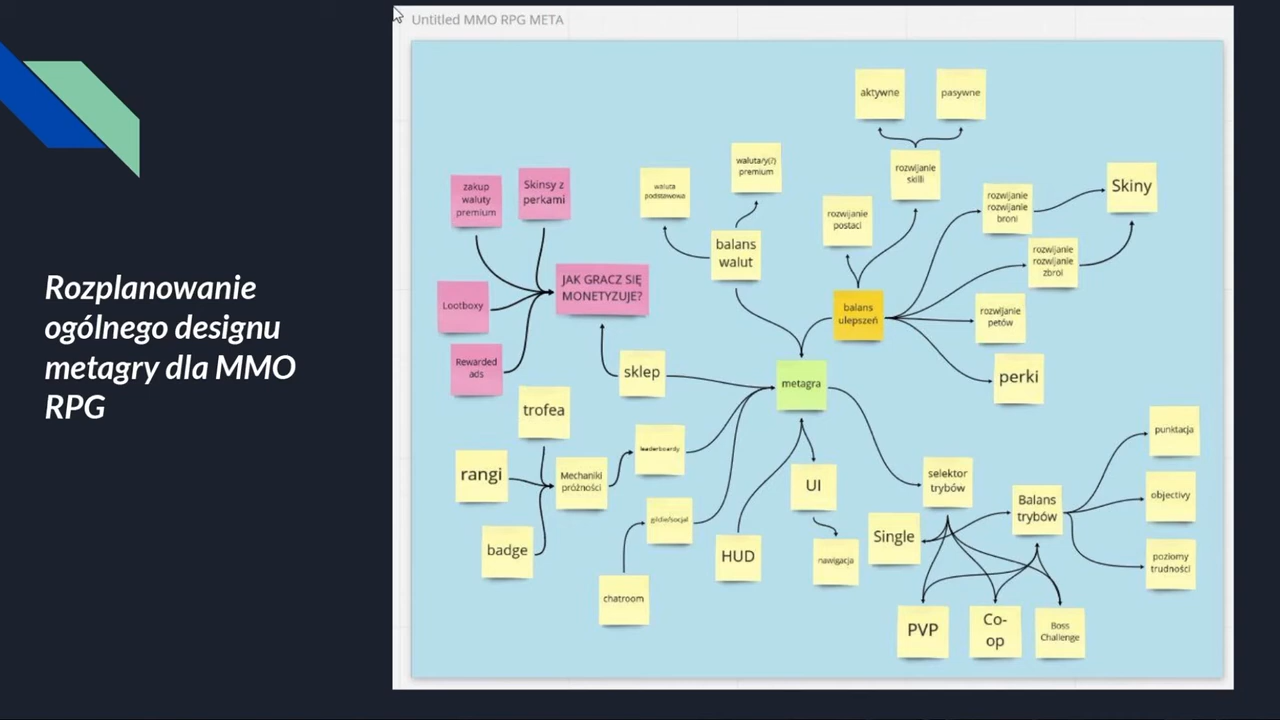 Untitled MMO RPG META
Rozplanowanie
ogólnego designu
metagry dla MMO
RPG
aktywne
pasywne
rozwijanie
skilli
walutary(?)
premium
waluta
podstawowa
balans
walut
zakup
waluty
premium
Skinsy z
perkami
JAK GRACZ SIĘ
MONETYZUJE?
Lootboxy
Rewarded
ads
sklep
rozwijanie
postaci
rozwijanie
rozwijanie
broni
Skiny
rozwijanie
rozwijanie
zbroi
balans
ulepszeń
rozwijanie
petów
perki
metagra
trofea
rangi
badge
Mechaniki
próżności
leaderboardy
gildie/socjal
chatroom
HUD
UI
nawigacja
selektor
trybów
Single
Balans
trybów
punktacja
objectivy
poziomy
trudności
PVP
Co-
op
Boss
Challenge